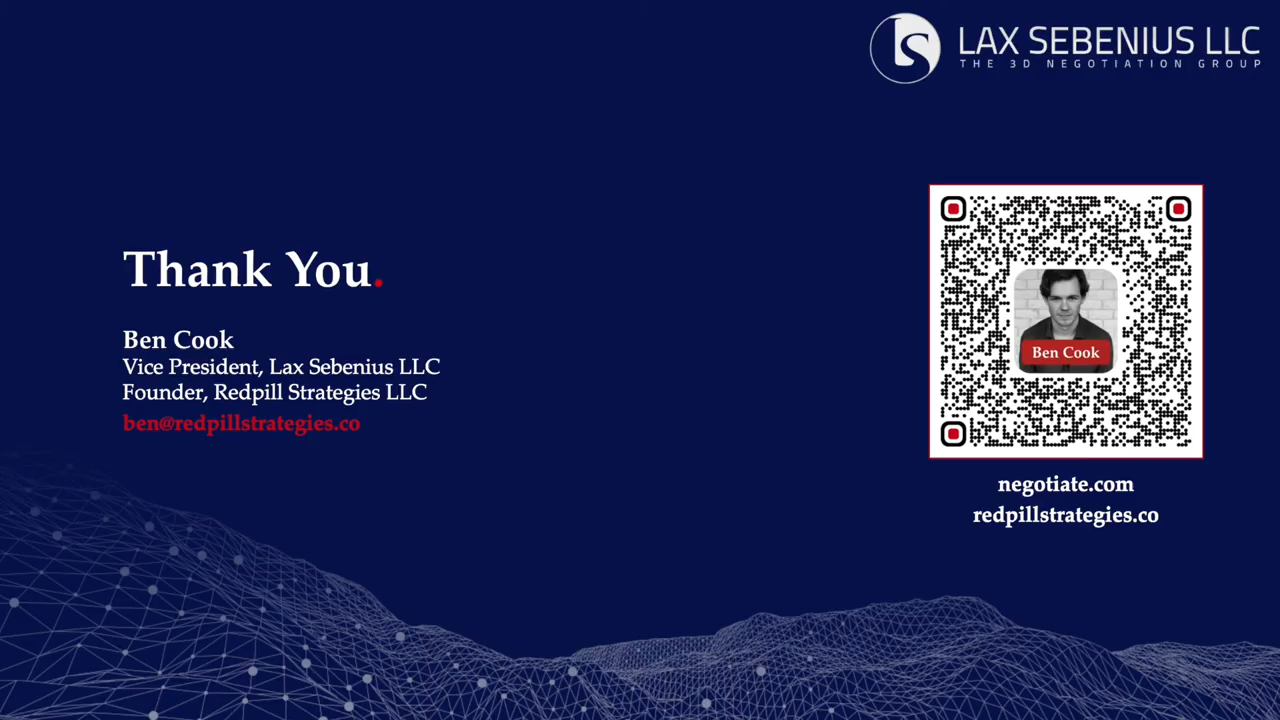 LS
LAX SEBENIUS LLC
THE 3D NEGOTIATION GROUP
Thank You.
Ben Cook
Vice President, Lax Sebenius LLC
Founder, Redpill Strategies LLC
ben@redpillstrategies.co
Ben Cook
negotiate.com
redpillstrategies.co